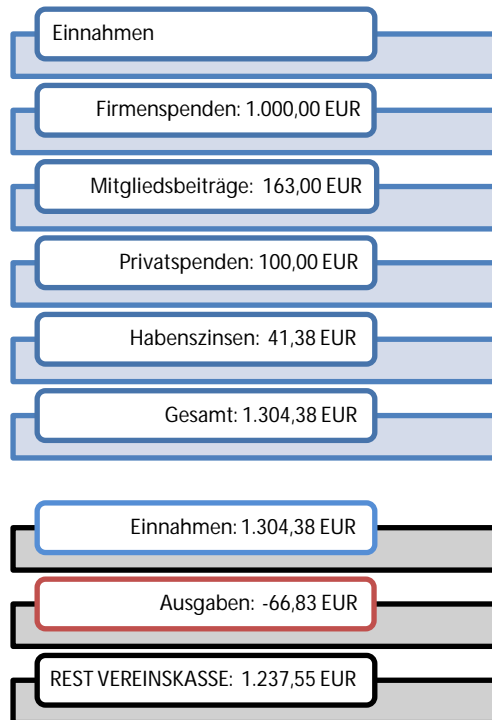 Einnahmen
Firmenspenden: 1.000,00 EUR
Mitgliedsbeiträge: 163,00 EUR
Privatspenden: 100,00 EUR
Habenszinsen: 41,38 EUR
Gesamt: 1.304,38 EUR
Einnahmen: 1.304,38 EUR
Ausgaben: -66,83 EUR
REST VEREINSKASSE: 1.237,55 EUR